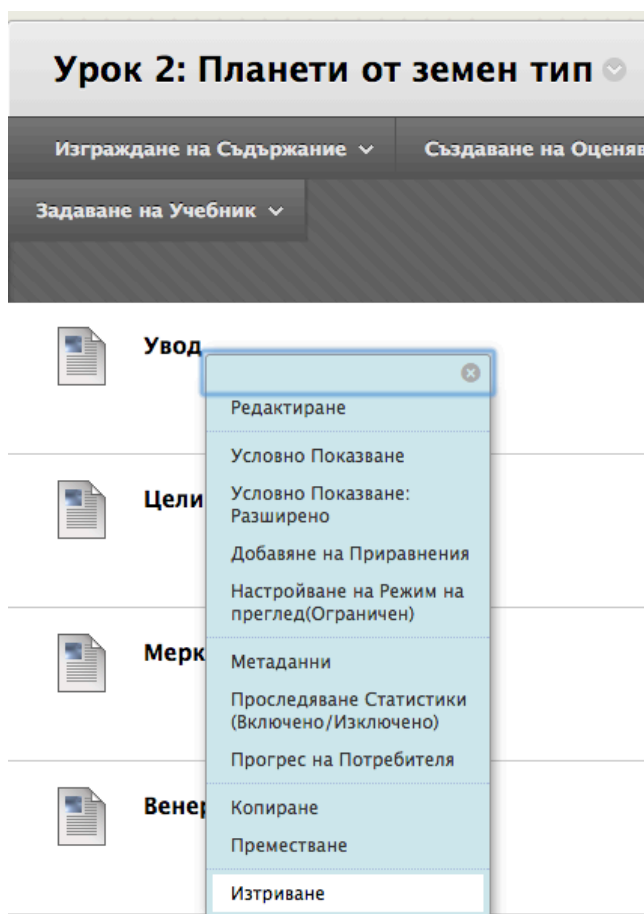 Урок 2: Планети от земен тип
Изграждане на Съдържание
Създаване на
Задаване на Учебник
Увод
Редактиране
Условно Показване
Цели
Условно Показване:
Разширено
Добавяне на Приравнения
Настройване на Режим на
преглед(Ограничен)
Мерк
Метаданни
Проследяване Статистики
(Включено/Изключено)
Прогрес на Потребителя
Копиране
Преместване
Изтриване